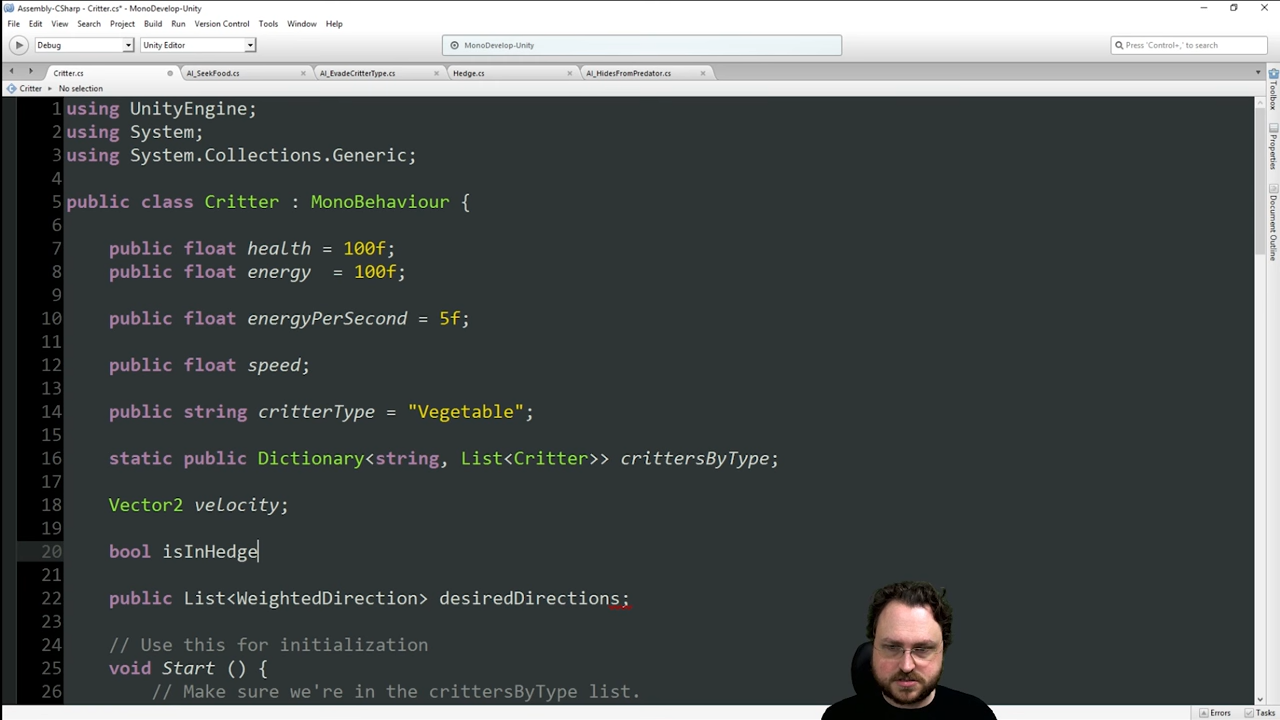 Assembly-CSharp - Critter.cs* - MonoDevelop-Unity
File Edit View Search Project Build Run Version Control Tools Window Help
Debug Unity Editor MonoDevelop-Unity Press 'Control+,' to search
Critter.cs AI_SeekFood.cs AI_EvadeCritterType.cs Hedge.cs AI_HidesFromPredator.cs
Critter No selection
1 using UnityEngine;
2 using System;
3 using System.Collections.Generic;
4
5 public class Critter : MonoBehaviour {
6
7 public float health = 100f;
8 public float energy = 100f;
9
10 public float energyPerSecond = 5f;
11
12 public float speed;
13
14 public string critterType = "Vegetable";
15
16 static public Dictionary<string, List<Critter>> crittersByType;
17
18 Vector2 velocity;
19
20 bool isInHedge
21
22 public List<WeightedDirection> desiredDirections;
23
24 // Use this for initialization
25 void Start () {
26 // Make sure we're in the crittersByType list.
Toolbox
Properties
Document Outline
Errors Tasks